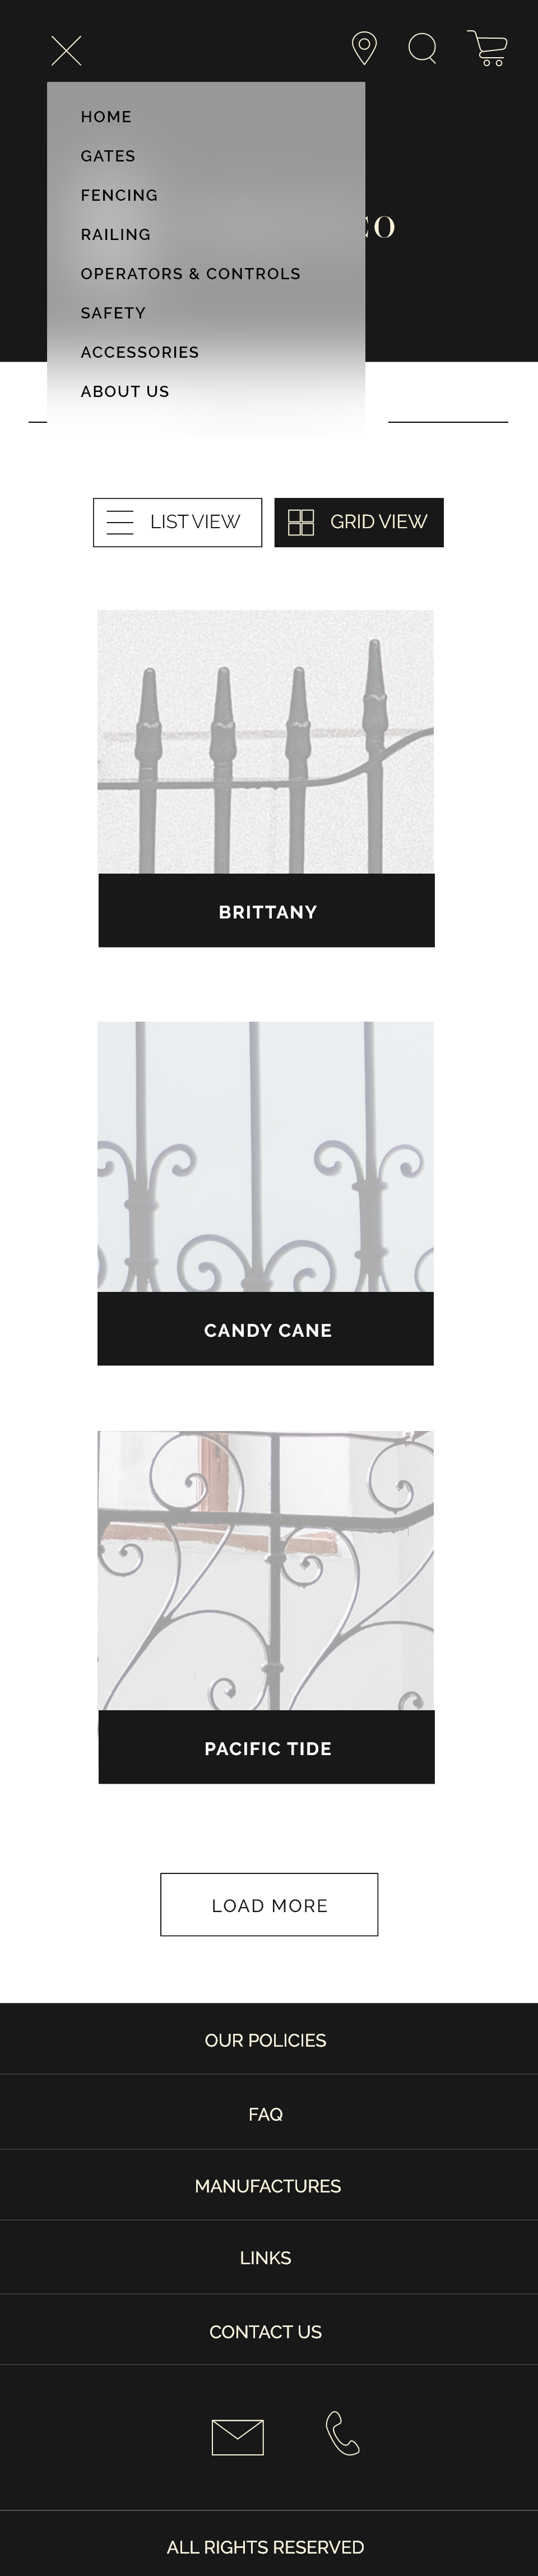 HOME
GATES
FENCING
RAILING
OPERATORS & CONTROLS
SAFETY
ACCESSORIES
ABOUT US
LIST VIEW
GRID VIEW
BRITTANY
CANDY CANE
PACIFIC TIDE
LOAD MORE
OUR POLICIES
FAQ
MANUFACTURES
LINKS
CONTACT US
ALL RIGHTS RESERVED